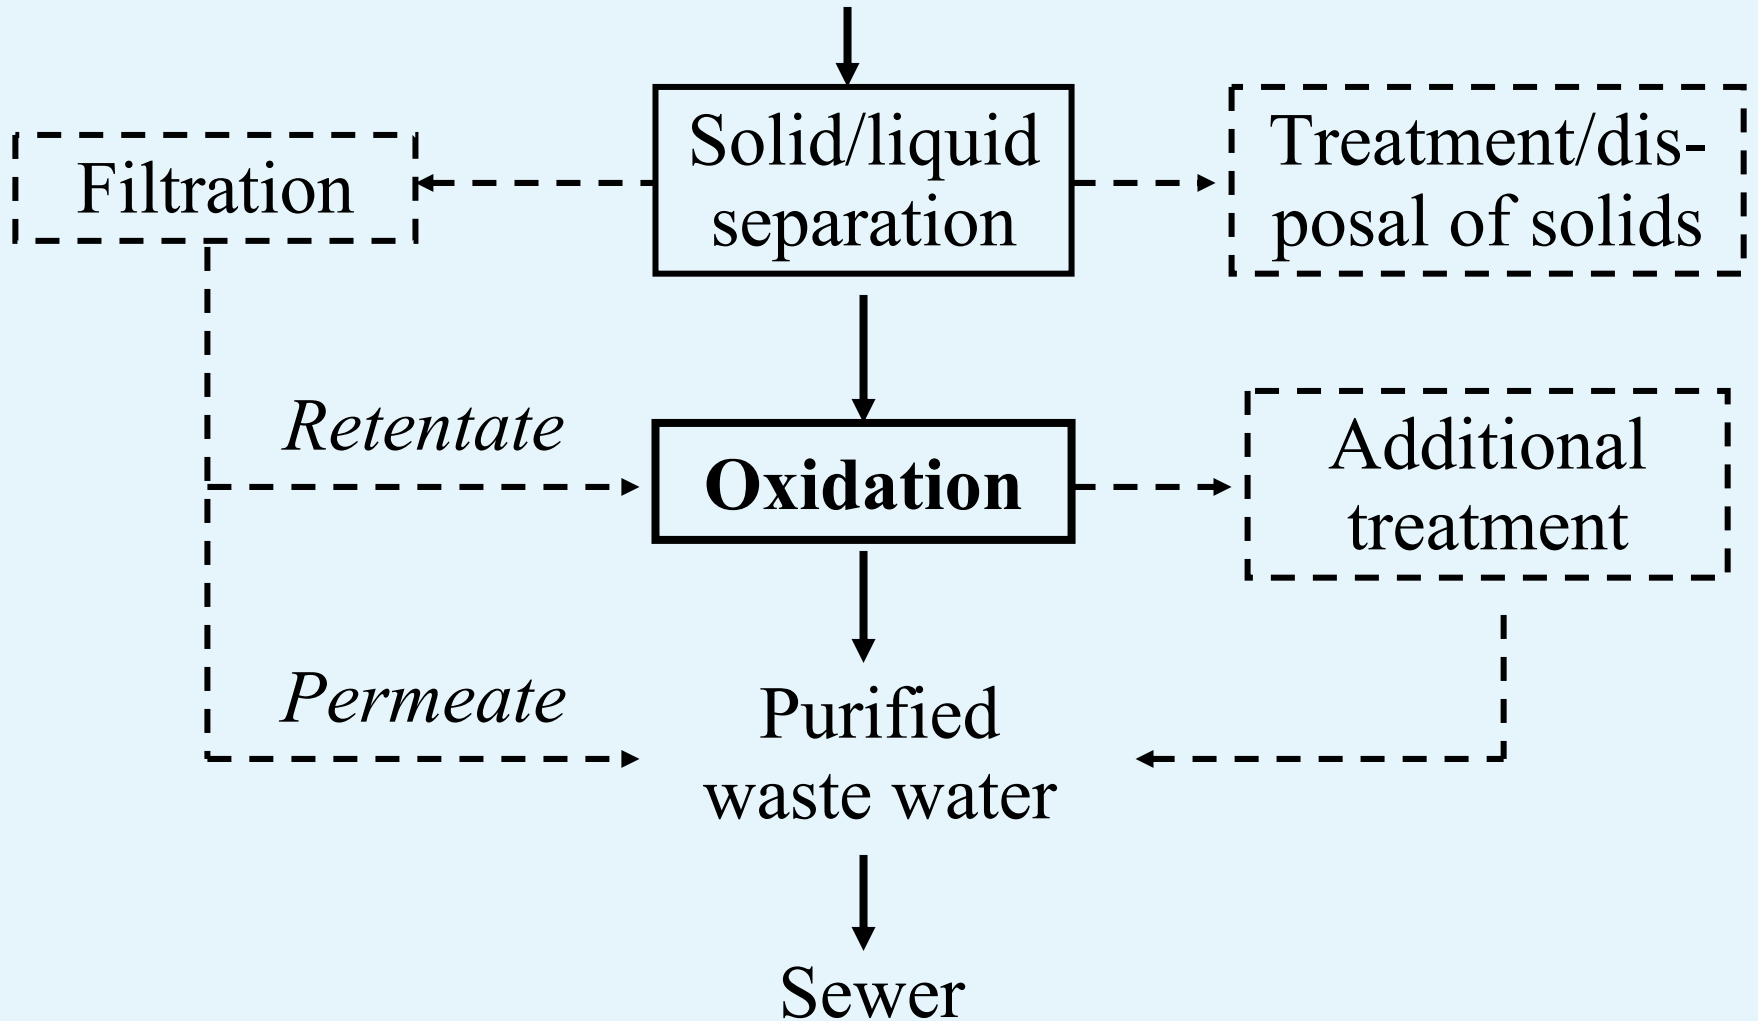 Solid/liquid
separation
Filtration
Treatment/dis-
posal of solids
Retentate
Oxidation
Additional
treatment
Permeate
Purified
waste water
Sewer